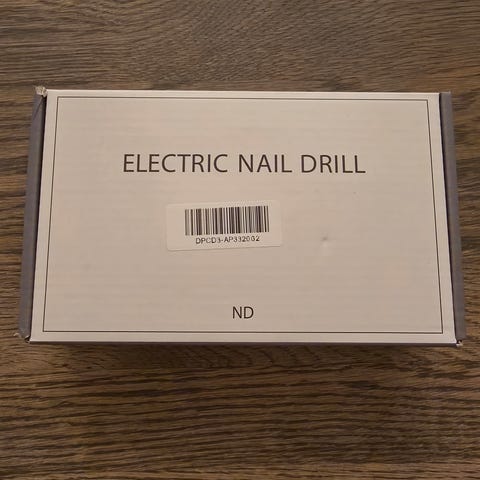 ELECTRIC NAIL DRILL
DPCD3-AP332002
ND